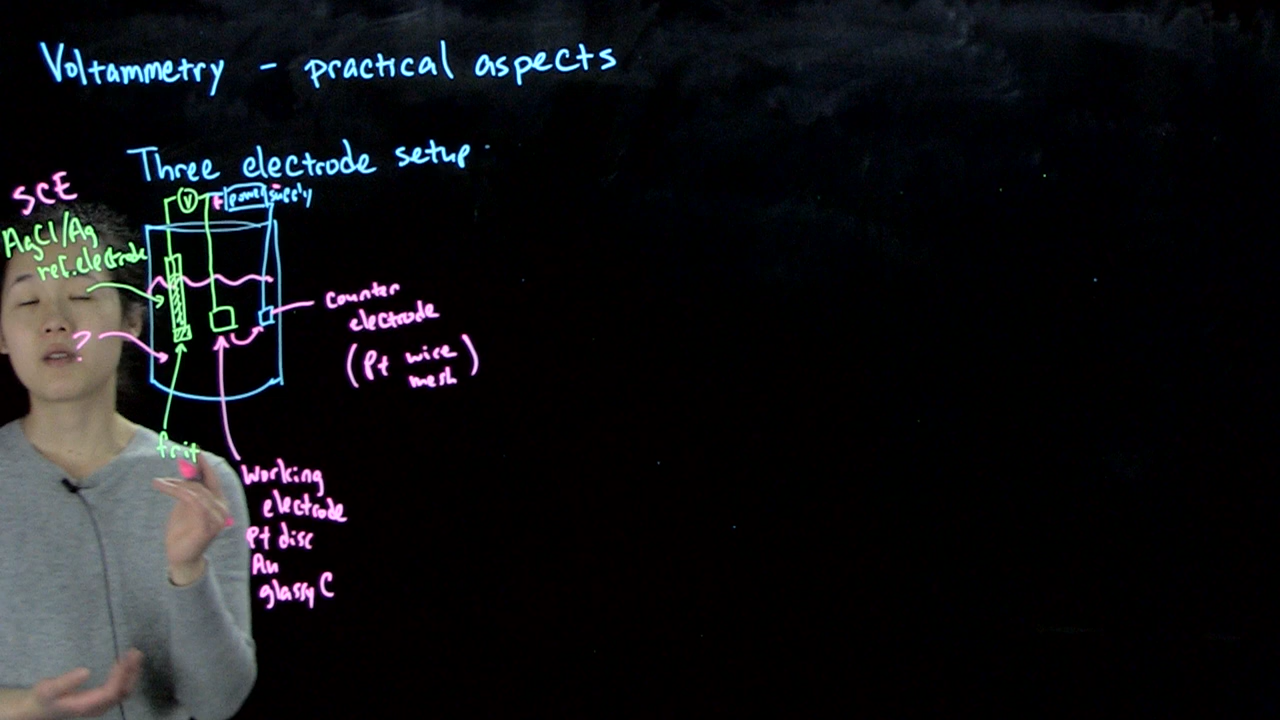 Voltammetry - practical aspects
Three electrode setup
SCE
V
+
power supply
-
AgCl/Ag
ref. electrode
?
counter
electrode
(Pt wire
mesh)
frit
working
electrode
Pt disc
Au
glassy C